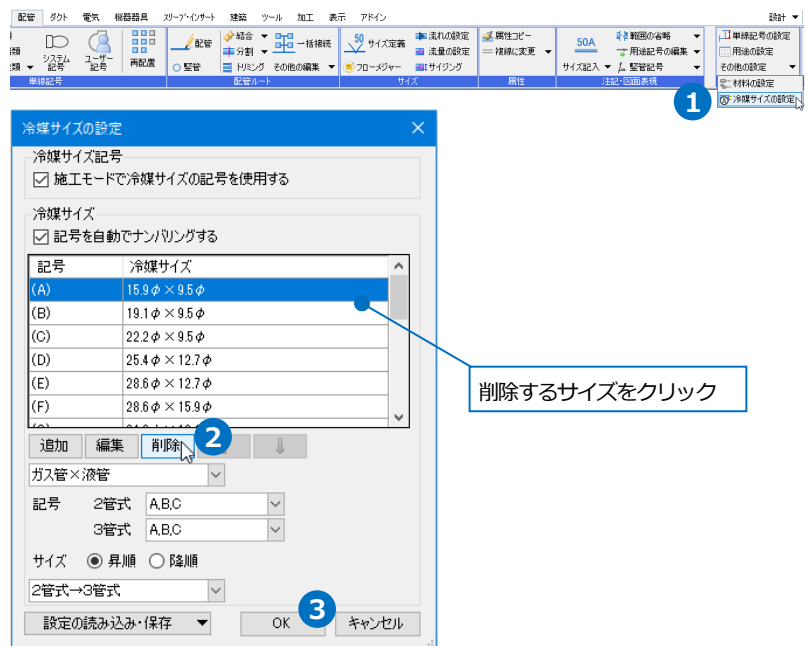 配管 ダクト 電気 機器器具 スリーブ・インサート 建築 ツール 加工 表示 アドイン 設計
システム記号 ユーザー記号 再配置
単線記号
配管 竪管 結合 分割 トリミング 一括接続 その他の編集
配管ルート
50 サイズ定義 フローメジャー 流れの設定 流量の設定 サイジング
サイズ
属性コピー 複線に変更
属性
50A サイズ記入 範囲の省略 用途記号の編集 竪管記号
注記・図面表現
単線記号の設定
用途の設定
その他の設定
材料の設定
冷媒サイズの設定
1
冷媒サイズの設定
冷媒サイズ記号
施工モードで冷媒サイズの記号を使用する
冷媒サイズ
記号を自動でナンバリングする
記号 冷媒サイズ
(A) 15.9φ×9.5φ
(B) 19.1φ×9.5φ
(C) 22.2φ×9.5φ
(D) 25.4φ×12.7φ
(E) 28.6φ×12.7φ
(F) 28.6φ×15.9φ
削除するサイズをクリック
追加 編集 削除 2
ガス管×液管
記号 2管式 A,B,C
3管式 A,B,C
サイズ 昇順 降順
2管式→3管式
3
設定の読み込み・保存 OK キャンセル